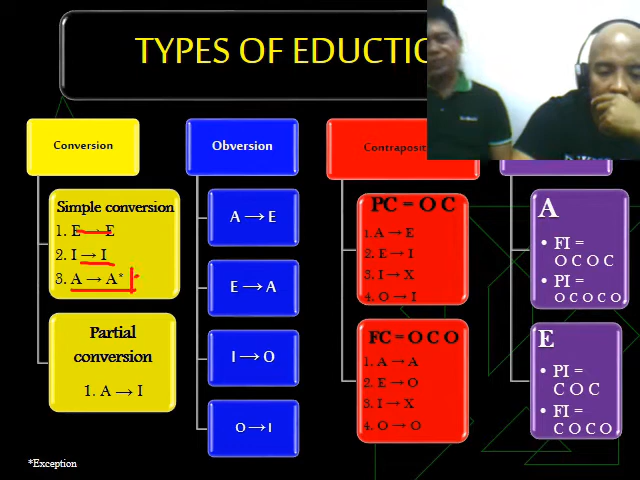 TYPES OF EDUCTIO
Conversion
Simple conversion
1. E → E
2. I → I
3. A → A*
Partial
conversion
1. A → I
Obversion
A → E
E → A
I → O
O → I
Contraposit
PC = O C
1. A → E
2. E → I
3. I → X
4. O → I
FC = O C O
1. A → A
2. E → O
3. I → X
4. O → O
A
• FI =
O C O C
• PI =
O C O C O
E
• PI =
C O C
• FI =
C O C O
*Exception